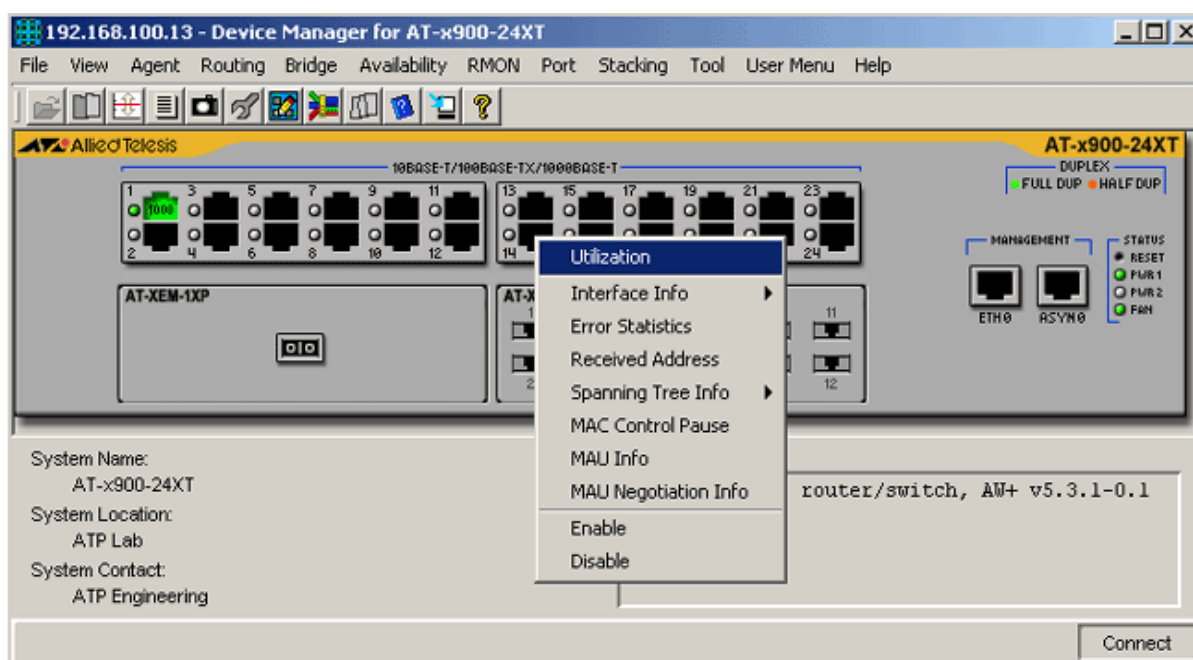 192.168.100.13 - Device Manager for AT-x900-24XT
File View Agent Routing Bridge Availability RMON Port Stacking Tool User Menu Help
Allied Telesis
AT-x900-24XT
10BASE-T/100BASE-TX/1000BASE-T
DUPLEX
FULL DUP HALF DUP
1 3 5 7 9 11 13 15 17 19 21 23
1000
2 4 6 8 10 12 14 24
MANAGEMENT
STATUS
RESET
PWR1
PWR2
FAN
ETH0 ASYN0
AT-XEM-1XP
AT-X
1 11
2 12
Utilization
Interface Info
Error Statistics
Received Address
Spanning Tree Info
MAC Control Pause
MAU Info
MAU Negotiation Info
Enable
Disable
System Name:
AT-x900-24XT
System Location:
ATP Lab
System Contact:
ATP Engineering
router/switch, AW+ v5.3.1-0.1
Connect